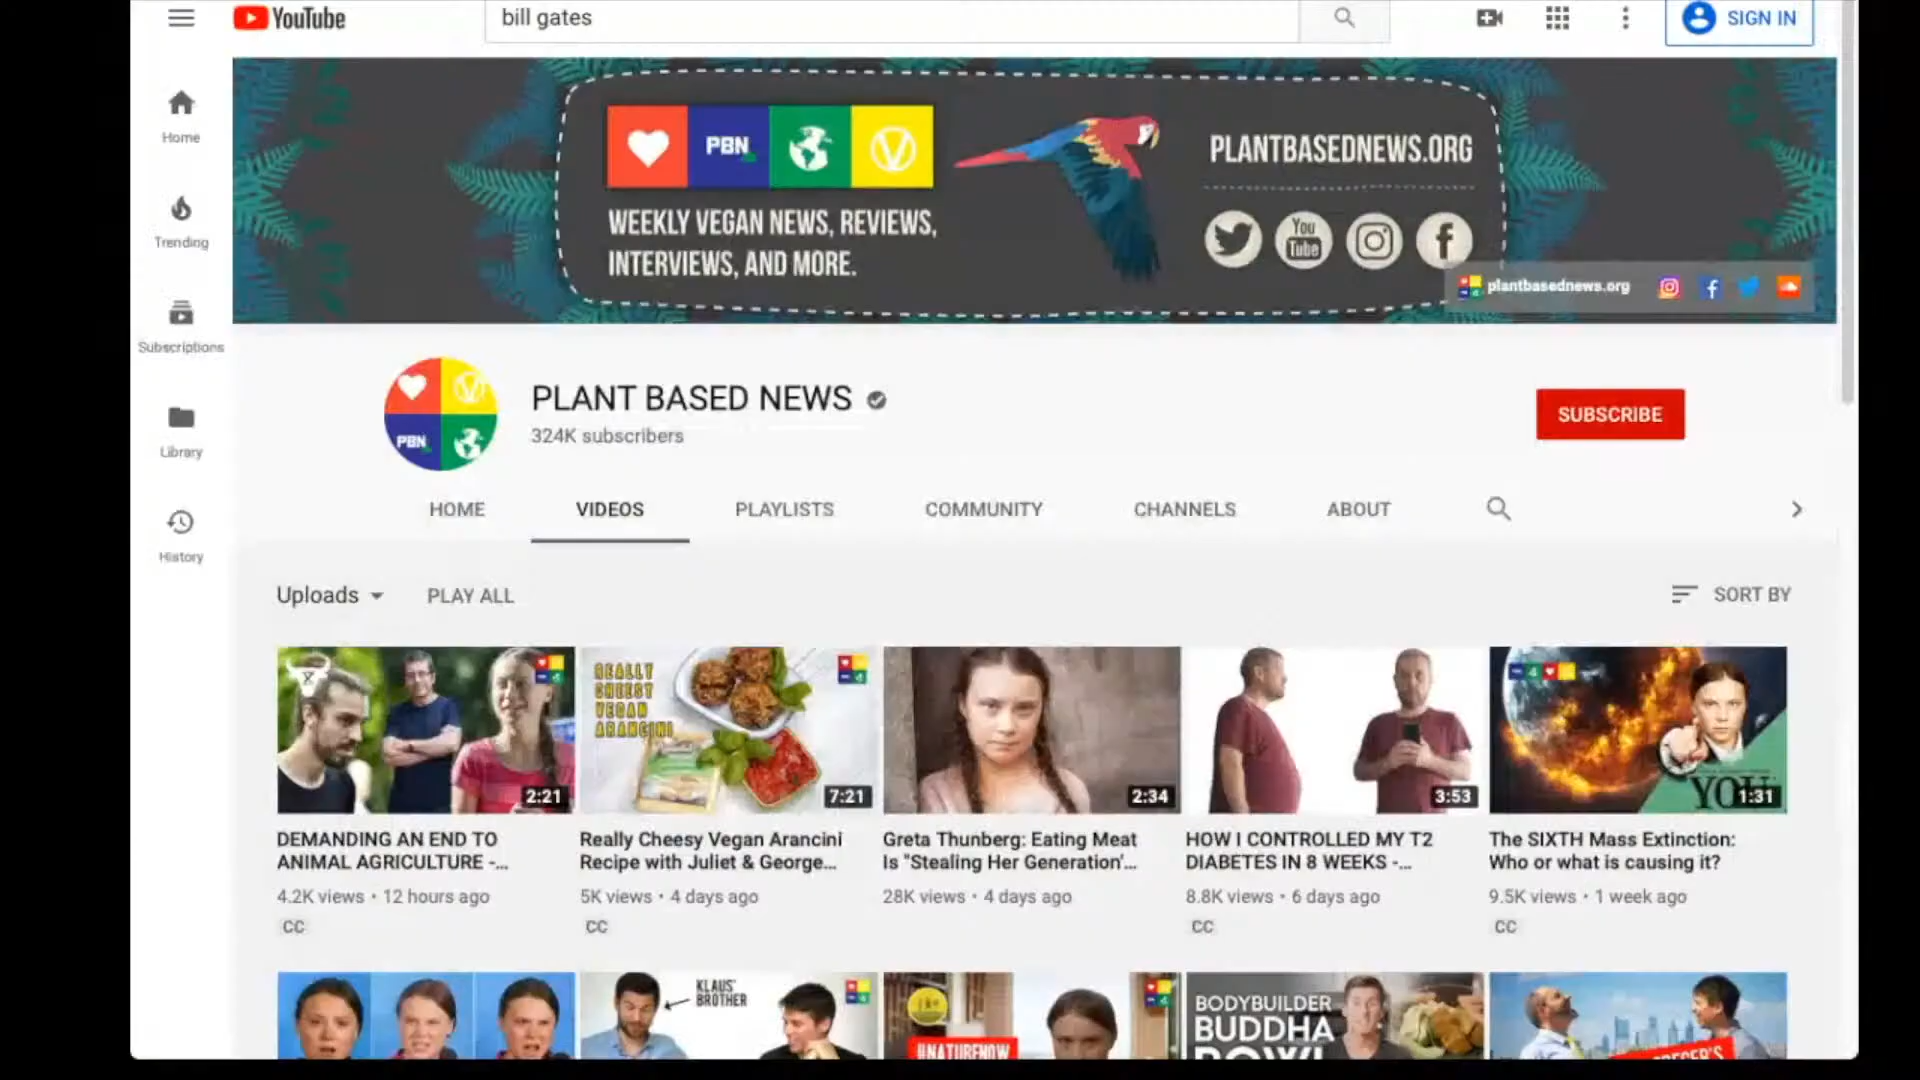 YouTube
bill gates
SIGN IN
Home
Trending
Subscriptions
Library
History
PBN
WEEKLY VEGAN NEWS, REVIEWS,
INTERVIEWS, AND MORE.
PLANTBASEDNEWS.ORG
You
Tube
plantbasednews.org
PBN
PLANT BASED NEWS
324K subscribers
SUBSCRIBE
HOME
VIDEOS
PLAYLISTS
COMMUNITY
CHANNELS
ABOUT
Uploads
PLAY ALL
SORT BY
2:21
REALLY
CHEESY
VEGAN
ARANCINI
7:21
2:34
3:53
YOU
1:31
DEMANDING AN END TO
ANIMAL AGRICULTURE -...
4.2K views • 12 hours ago
CC
Really Cheesy Vegan Arancini
Recipe with Juliet & George...
5K views • 4 days ago
CC
Greta Thunberg: Eating Meat
Is "Stealing Her Generation'...
28K views • 4 days ago
HOW I CONTROLLED MY T2
DIABETES IN 8 WEEKS -...
8.8K views • 6 days ago
CC
The SIXTH Mass Extinction:
Who or what is causing it?
9.5K views • 1 week ago
CC
KLAUS'
BROTHER
#NATURENOW
BODYBUILDER
BUDDHA
BOWL